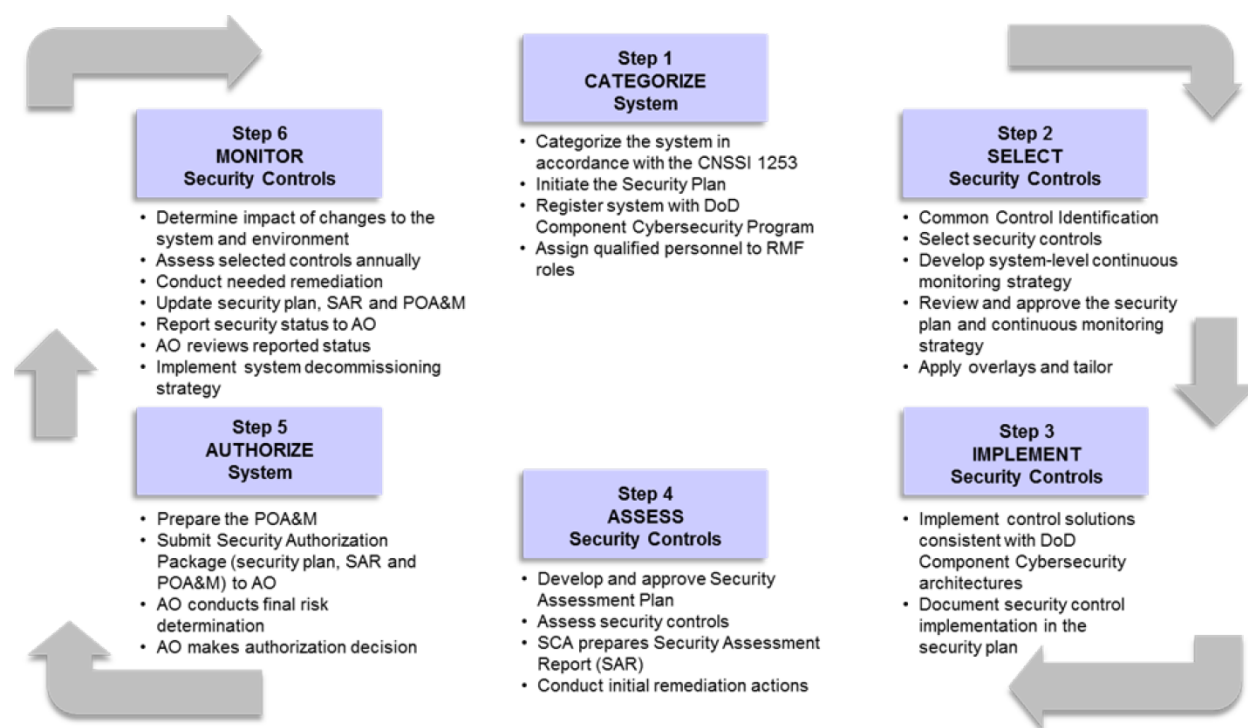 Step 1
CATEGORIZE
System
• Categorize the system in
accordance with the CNSSI 1253
• Initiate the Security Plan
• Register system with DoD
Component Cybersecurity Program
• Assign qualified personnel to RMF
roles
Step 2
SELECT
Security Controls
• Common Control Identification
• Select security controls
• Develop system-level continuous
monitoring strategy
• Review and approve the security
plan and continuous monitoring
strategy
• Apply overlays and tailor
Step 3
IMPLEMENT
Security Controls
• Implement control solutions
consistent with DoD
Component Cybersecurity
architectures
• Document security control
implementation in the
security plan
Step 4
ASSESS
Security Controls
• Develop and approve Security
Assessment Plan
• Assess security controls
• SCA prepares Security Assessment
Report (SAR)
• Conduct initial remediation actions
Step 5
AUTHORIZE
System
• Prepare the POA&M
• Submit Security Authorization
Package (security plan, SAR and
POA&M) to AO
• AO conducts final risk
determination
• AO makes authorization decision
Step 6
MONITOR
Security Controls
• Determine impact of changes to the
system and environment
• Assess selected controls annually
• Conduct needed remediation
• Update security plan, SAR and POA&M
• Report security status to AO
• AO reviews reported status
• Implement system decommissioning
strategy